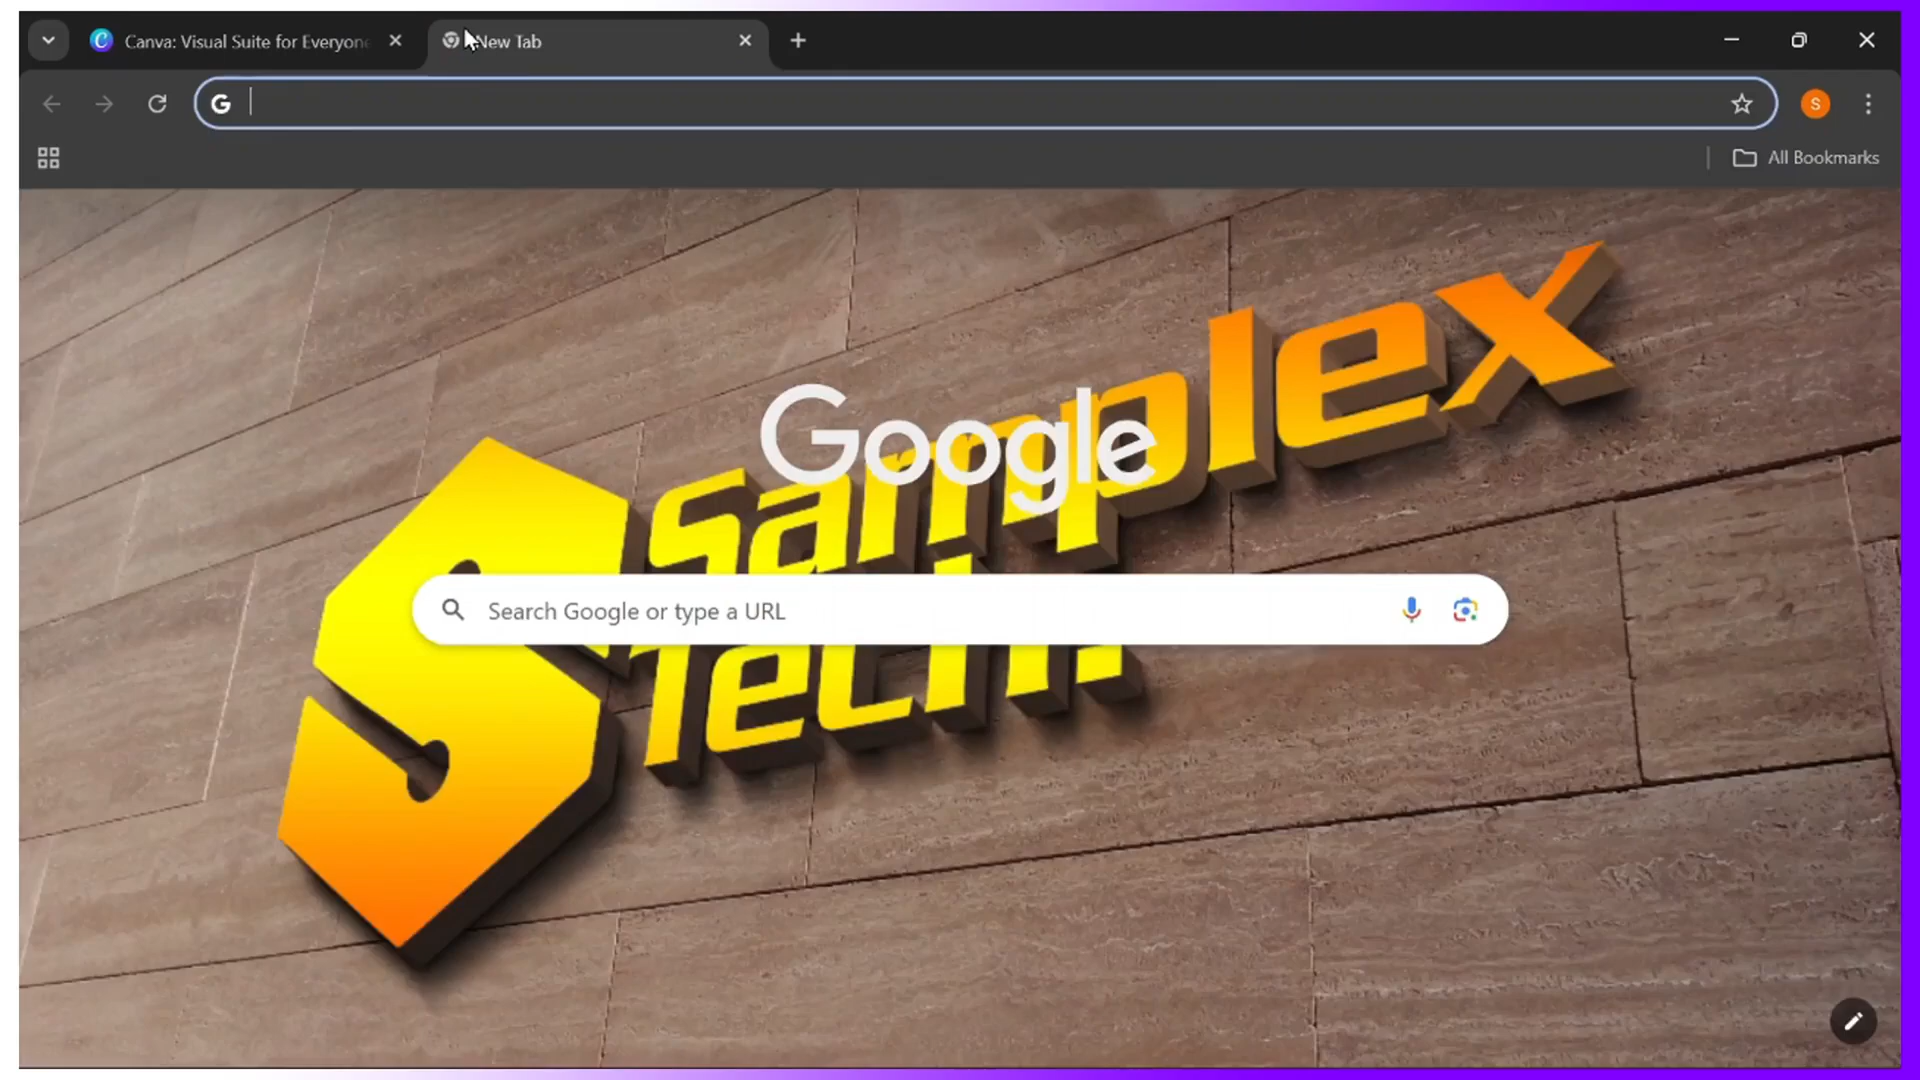 Canva: Visual Suite for Everyone
New Tab
All Bookmarks
S
Samplex
Google
Search Google or type a URL
Tech.